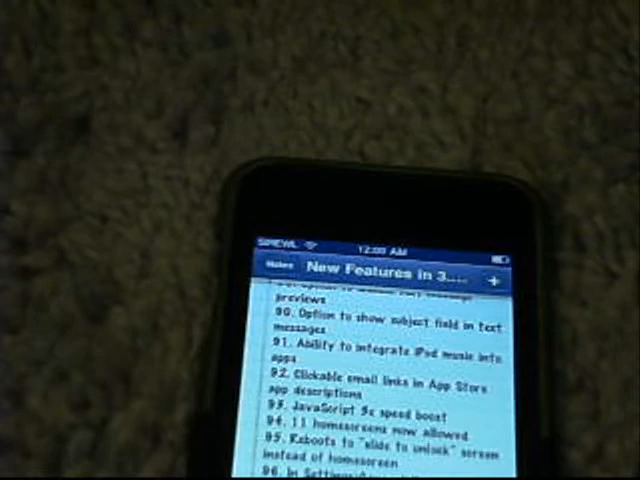 12:00 AM
Notes New Features in 3.... +
previews
90. Option to show subject field in text
messages
91. Ability to integrate iPod music into
apps
92. Clickable email links in App Store
app descriptions
93. JavaScript 3x speed boost
94. 11 homescreens now allowed
95. Reboots to "slide to unlock" screen
instead of homescreen
96. In